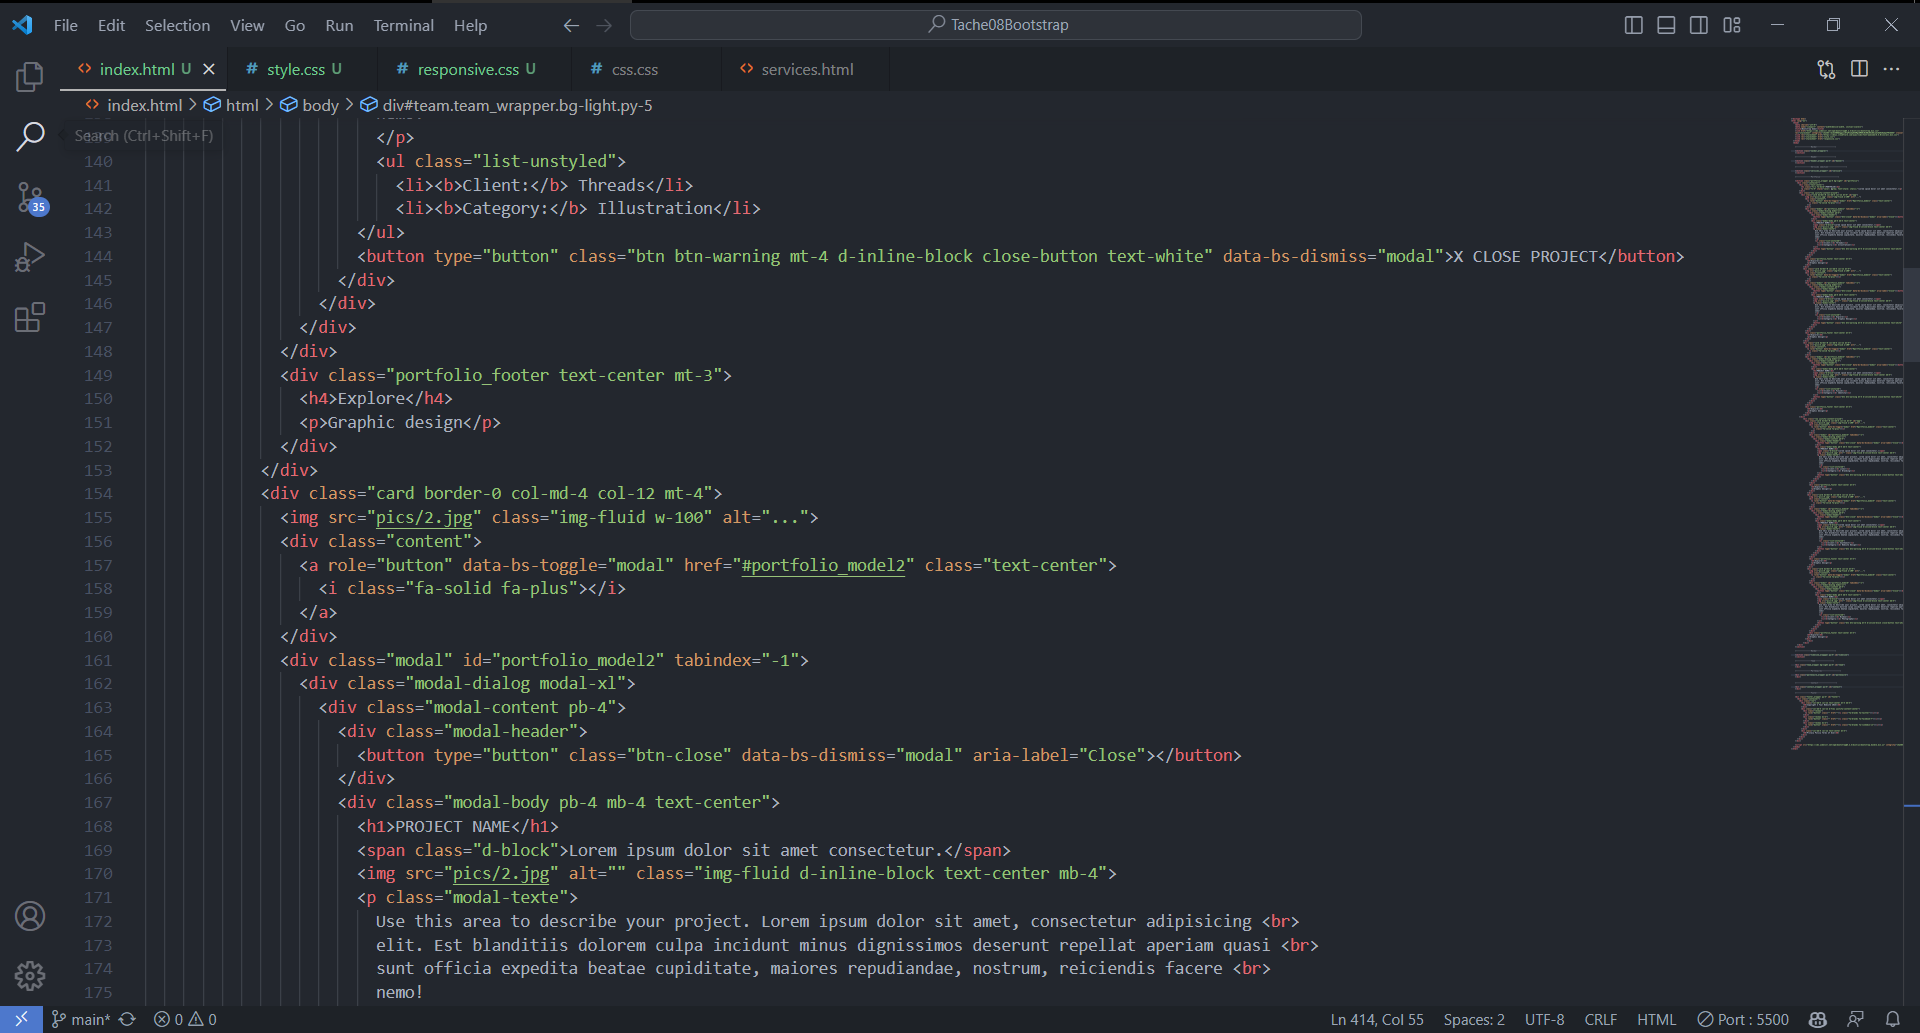 File Edit Selection View Go Run Terminal Help
Tache08Bootstrap
index.html U
style.css U
responsive.css U
css.css
services.html
index.html > html > body > div#team.team_wrapper.bg-light.py-5
Search (Ctrl+Shift+F)
139 </p>
140 <ul class="list-unstyled">
141 <li><b>Client:</b> Threads</li>
142 <li><b>Category:</b> Illustration</li>
143 </ul>
144 <button type="button" class="btn btn-warning mt-4 d-inline-block close-button text-white" data-bs-dismiss="modal">X CLOSE PROJECT</button>
145 </div>
146 </div>
147 </div>
148 </div>
149 <div class="portfolio_footer text-center mt-3">
150 <h4>Explore</h4>
151 <p>Graphic design</p>
152 </div>
153 </div>
154 <div class="card border-0 col-md-4 col-12 mt-4">
155 <img src="pics/2.jpg" class="img-fluid w-100" alt="...">
156 <div class="content">
157 <a role="button" data-bs-toggle="modal" href="#portfolio_model2" class="text-center">
158 <i class="fa-solid fa-plus"></i>
159 </a>
160 </div>
161 <div class="modal" id="portfolio_model2" tabindex="-1">
162 <div class="modal-dialog modal-xl">
163 <div class="modal-content pb-4">
164 <div class="modal-header">
165 <button type="button" class="btn-close" data-bs-dismiss="modal" aria-label="Close"></button>
166 </div>
167 <div class="modal-body pb-4 mb-4 text-center">
168 <h1>PROJECT NAME</h1>
169 <span class="d-block">Lorem ipsum dolor sit amet consectetur.</span>
170 <img src="pics/2.jpg" alt="" class="img-fluid d-inline-block text-center mb-4">
171 <p class="modal-texte">
172 Use this area to describe your project. Lorem ipsum dolor sit amet, consectetur adipisicing <br>
173 elit. Est blanditiis dolorem culpa incidunt minus dignissimos deserunt repellat aperiam quasi <br>
174 sunt officia expedita beatae cupiditate, maiores repudiandae, nostrum, reiciendis facere <br>
175 nemo!
35
main* 0 0
Ln 414, Col 55 Spaces: 2 UTF-8 CRLF HTML Port : 5500